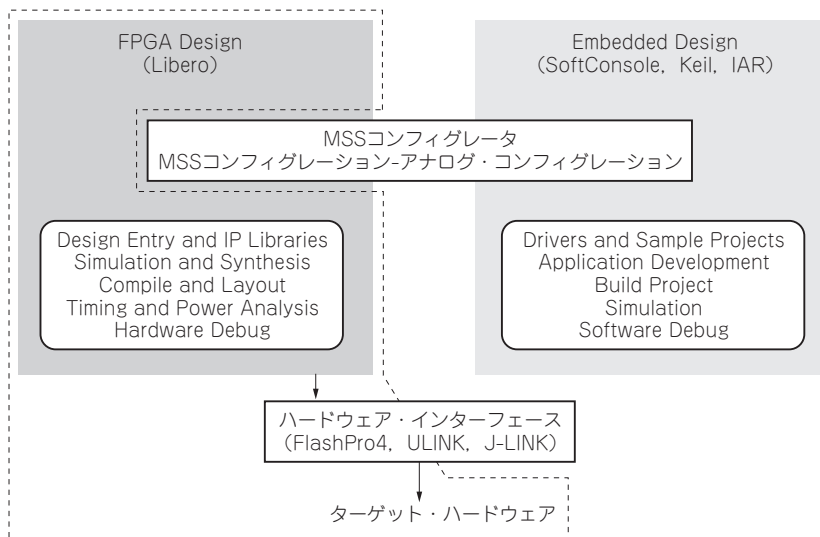 FPGA Design
(Libero)
Embedded Design
(SoftConsole, Keil, IAR)
MSSコンフィグレータ
MSSコンフィグレーション-アナログ・コンフィグレーション
Design Entry and IP Libraries
Simulation and Synthesis
Compile and Layout
Timing and Power Analysis
Hardware Debug
Drivers and Sample Projects
Application Development
Build Project
Simulation
Software Debug
ハードウェア・インターフェース
(FlashPro4, ULINK, J-LINK)
ターゲット・ハードウェア